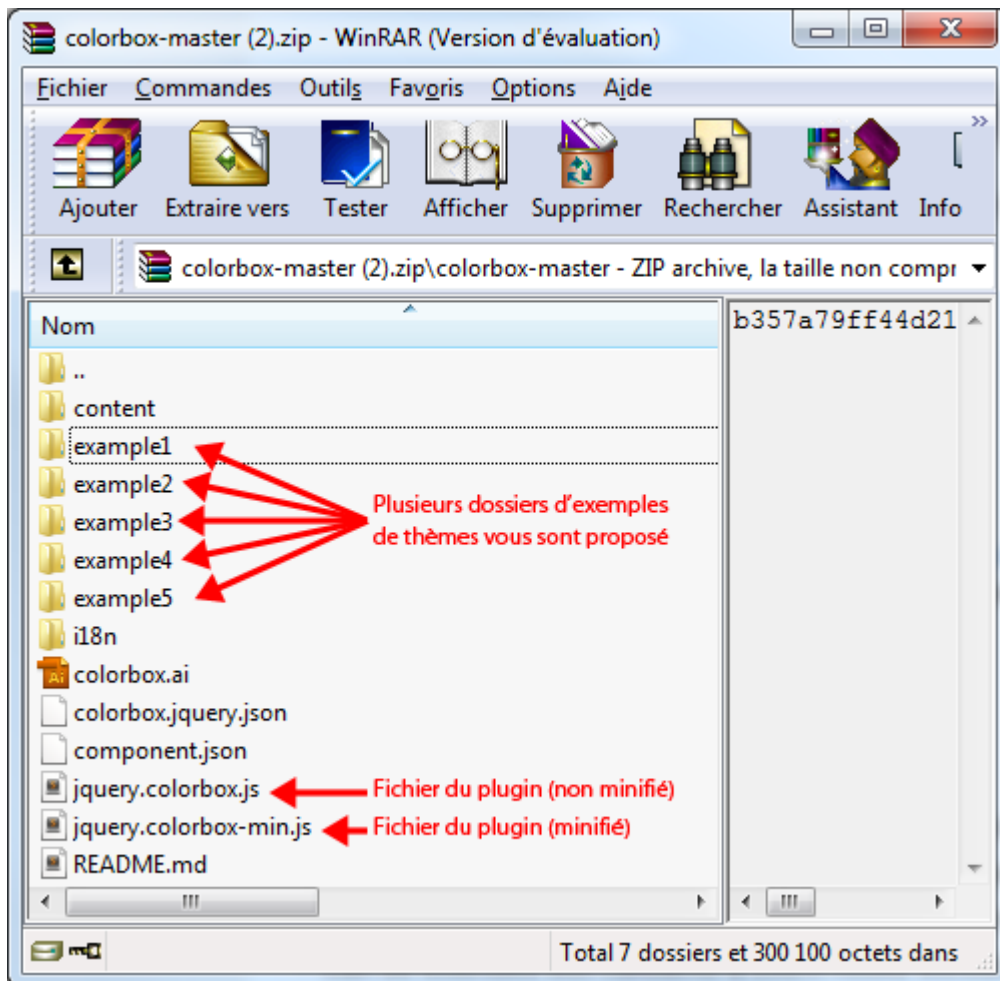 colorbox-master (2).zip - WinRAR (Version d'évaluation)
Fichier Commandes Outils Favoris Options Aide
Ajouter Extraire vers Tester Afficher Supprimer Rechercher Assistant Info
colorbox-master (2).zip\colorbox-master - ZIP archive, la taille non compr
Nom
b357a79ff44d21
..
content
example1
example2
example3
example4
example5
Plusieurs dossiers d'exemples
de thèmes vous sont proposé
i18n
colorbox.ai
colorbox.jquery.json
component.json
jquery.colorbox.js Fichier du plugin (non minifié)
jquery.colorbox-min.js Fichier du plugin (minifié)
README.md
Total 7 dossiers et 300 100 octets dans